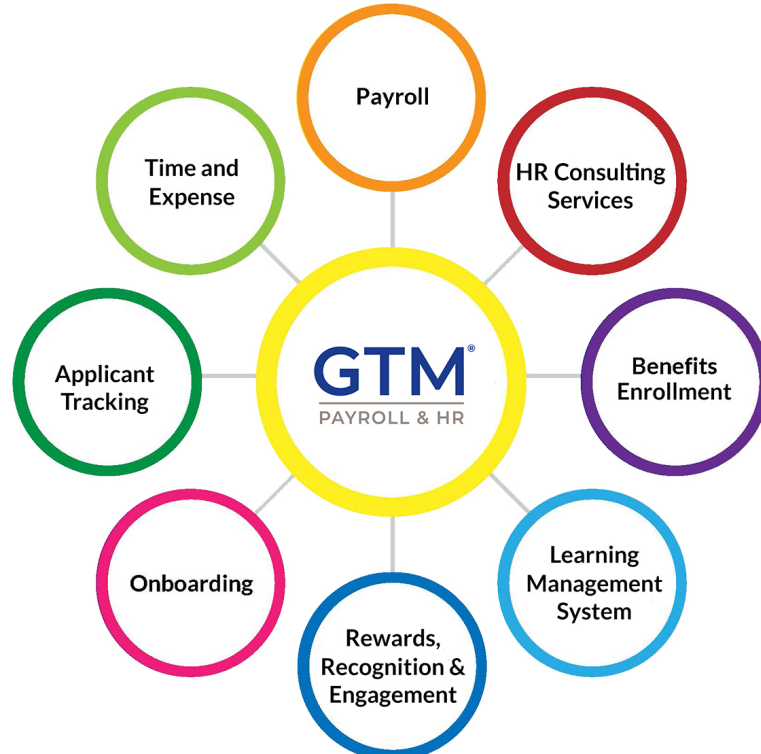 Payroll
HR Consulting
Services
Benefits
Enrollment
Learning
Management
System
Rewards,
Recognition &
Engagement
Onboarding
Applicant
Tracking
Time and
Expense
GTM®
PAYROLL & HR